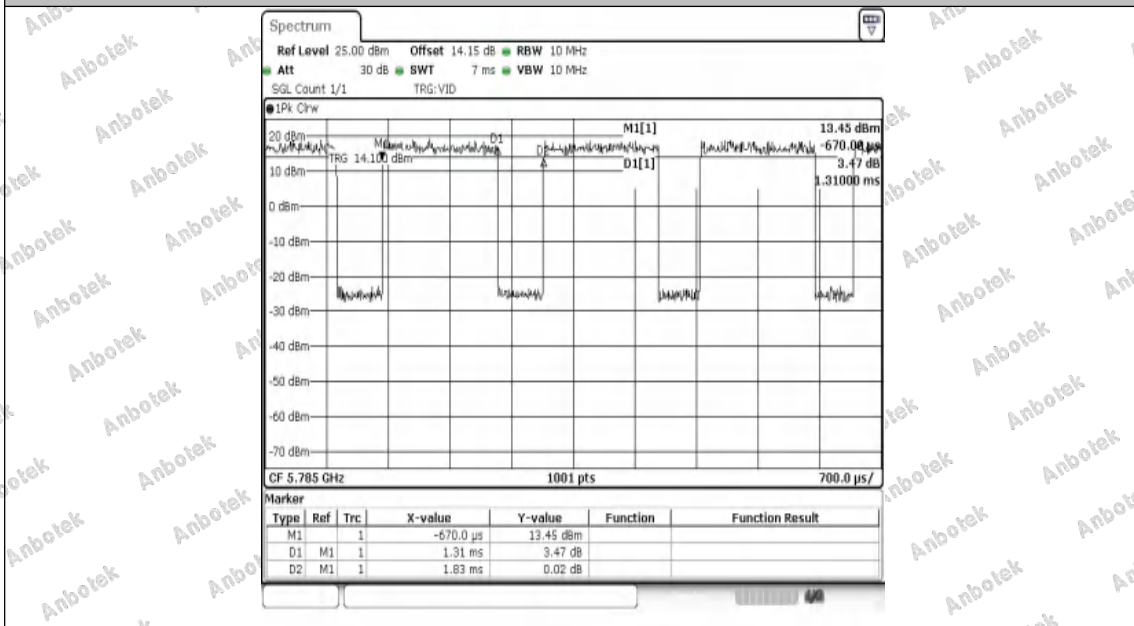 Spectrum
Ref Level 25.00 dBm Offset 14.15 dB RBW 10 MHz
Att 30 dB SWT 7 ms VBW 10 MHz
SGL Count 1/1 TRG:VID
1Pk Clrw
M1[1] 13.45 dBm
-670.00 µs
D1[1] 3.47 dB
1.31000 ms
20 dBm
M1
D1
D2
TRG 14.100 dBm
10 dBm
0 dBm
-10 dBm
-20 dBm
-30 dBm
-40 dBm
-50 dBm
-60 dBm
-70 dBm
CF 5.785 GHz 1001 pts 700.0 µs/
Marker
Type Ref Trc X-value Y-value Function Function Result
M1 1 -670.0 µs 13.45 dBm
D1 M1 1 1.31 ms 3.47 dB
D2 M1 1 1.83 ms 0.02 dB
Anbotek